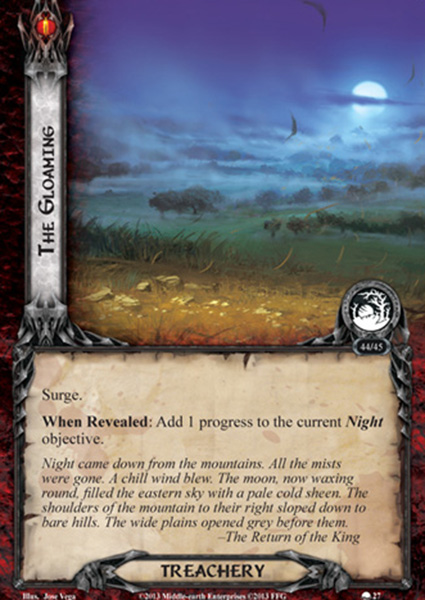 The Gloaming
44/45
Surge.
When Revealed: Add 1 progress to the current Night
objective.
Night came down from the mountains. All the mists
were gone. A chill wind blew. The moon, now waxing
round, filled the eastern sky with a pale cold sheen. The
shoulders of the mountain to their right sloped down to
bare hills. The wide plains opened grey before them.
–The Return of the King
TREACHERY
Illus. Jose Vega ©2013 Middle-earth Enterprises ©2013 FFG 27